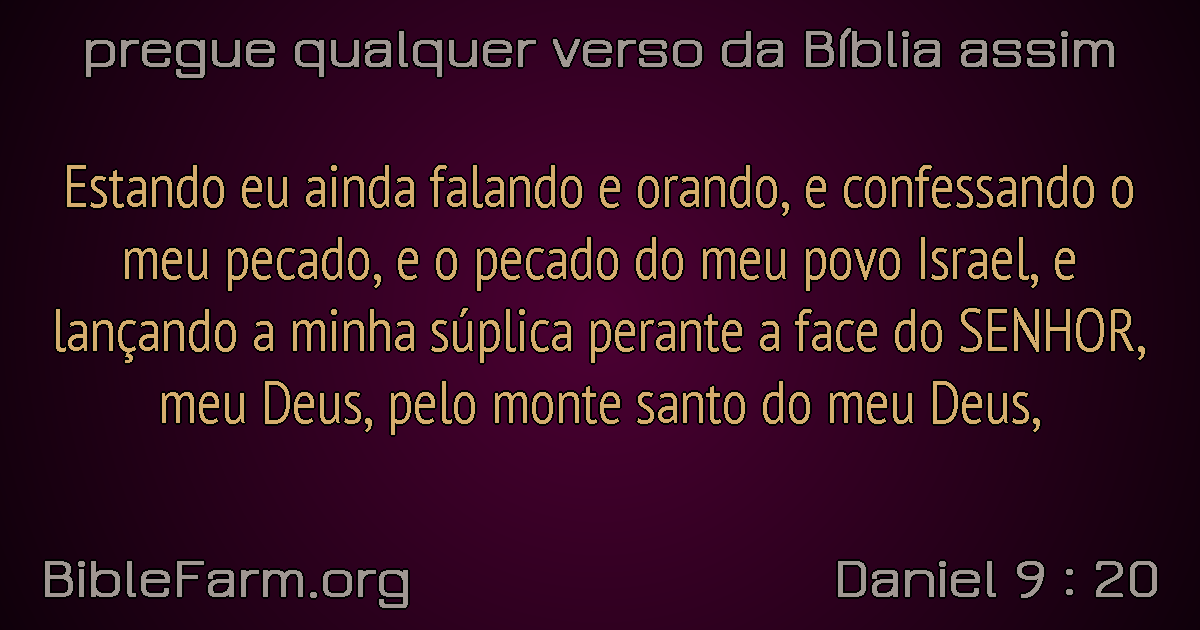 pregue qualquer verso da Bíblia assim
Estando eu ainda falando e orando, e confessando o
meu pecado, e o pecado do meu povo Israel, e
lançando a minha súplica perante a face do SENHOR,
meu Deus, pelo monte santo do meu Deus,
BibleFarm.org
Daniel 9 : 20